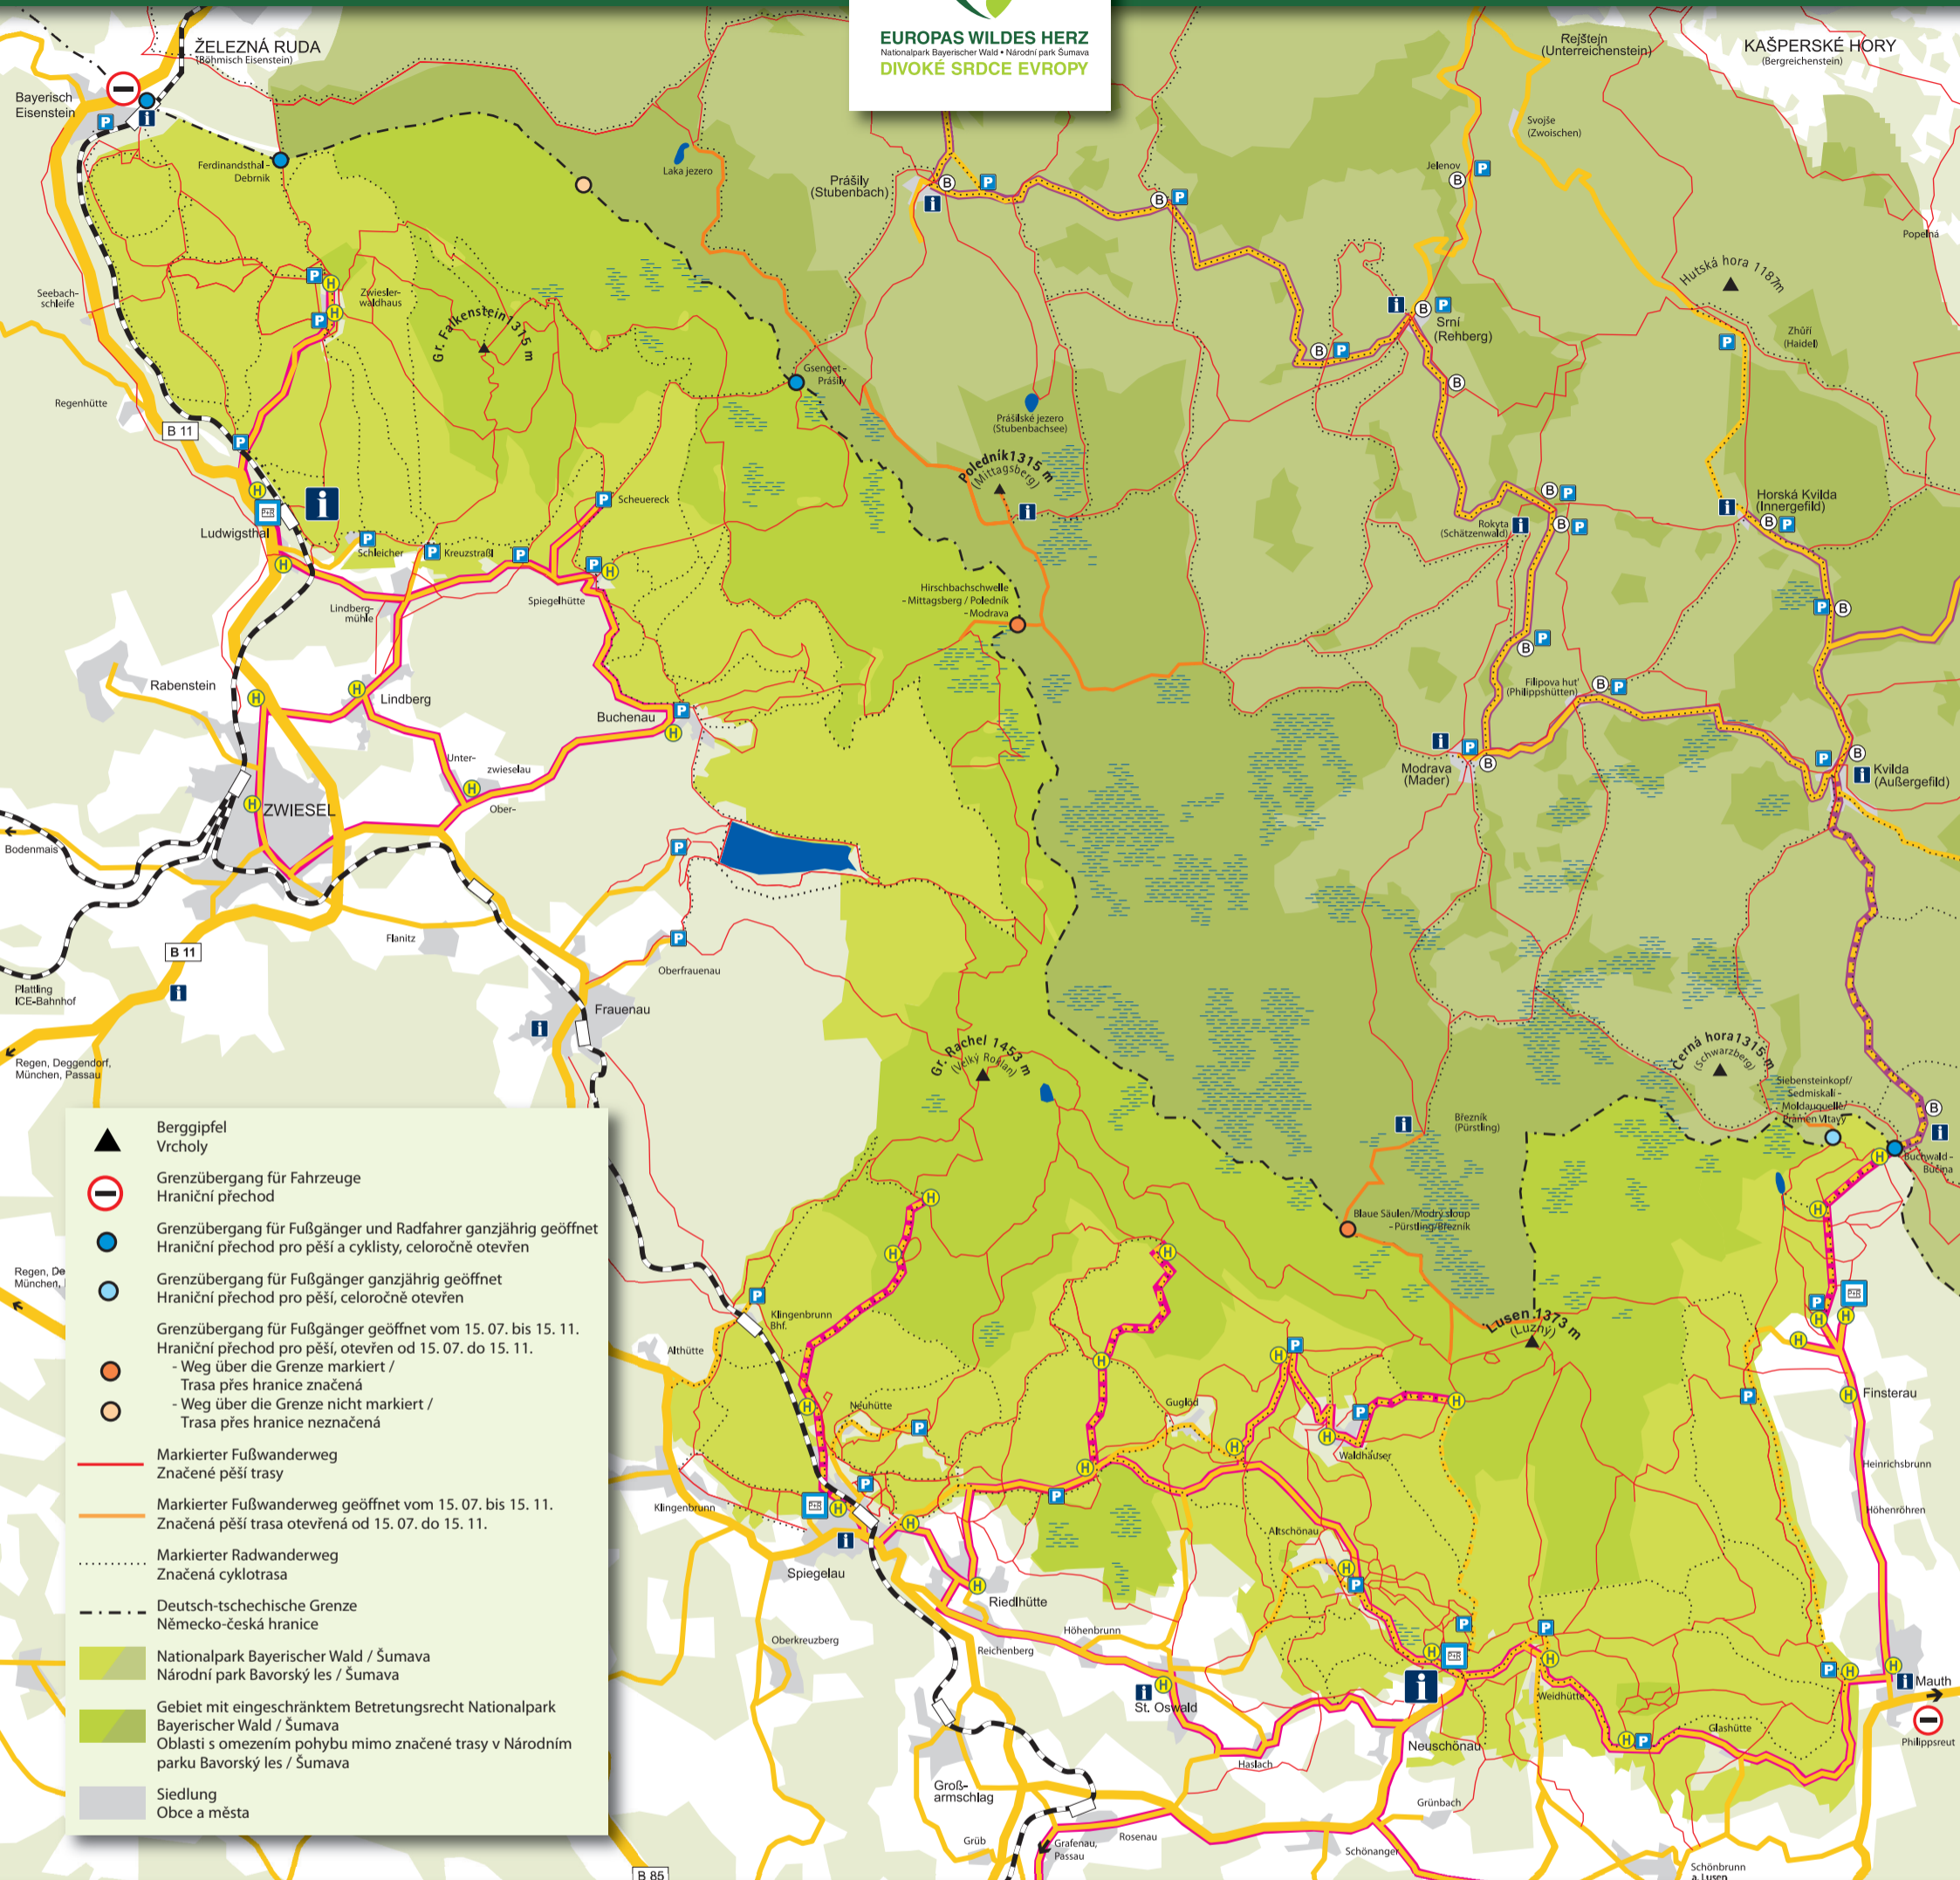 EUROPAS WILDES HERZ
Nationalpark Bayerischer Wald • Národní park Šumava
DIVOKÉ SRDCE EVROPY
ŽELEZNÁ RUDA
(Böhmisch Eisenstein)
Bayerisch
Eisenstein
Ferdinandsthal
Debrnik
Laka jezero
Prášily
(Stubenbach)
Rejštejn
(Unterreichenstein)
KAŠPERSKÉ HORY
(Bergreichenstein)
Svojše
(Zwoischen)
Jelenov
Popelná
Hutská hora 1187m
Zhůří
(Haidel)
Srní
(Rehberg)
Seebach-
schleife
Zwiesler-
waldhaus
Gr. Falkenstein 1315 m
Regenhütte
B 11
Gsenget -
Prášily
Prášilské jezero
(Stubenbachsee)
Poledník 1315 m
(Mittagsberg)
Horská Kvilda
(Innergefild)
Rokyta
(Schätzenwald)
Ludwigsthal
Schleicher
Kreuzstraßl
Scheuereck
Spiegelhütte
Lindberg-
mühle
Hirschbachschwelle
- Mittagsberg / Poledník
- Modrava
Rabenstein
Lindberg
Buchenau
Filipova hut'
(Philippshütten)
Unter-
zwieselau
Ober-
Modrava
(Mader)
Kvilda
(Außergefild)
ZWIESEL
Bodenmais
Flanitz
B 11
Oberfrauenau
Plattling
ICE-Bahnhof
Frauenau
Regen, Deggendorf,
München, Passau
Gr. Rachel 1453 m
(Velký Roklan)
Černá hora 1315 m
(Schwarzberg)
Siebensteinkopf/
Sedmiskalí
Moldauquelle/
Pramen Vltavy
Březník
(Pürstling)
Buchwald -
Bučina
Blaue Säulen/Modrý sloup
- Pürstling/Březník
Lusen 1373 m
(Luzný)
Regen, De
München,
Klingenbrunn
Bhf.
Althütte
Neuhütte
Guglöd
Waldhäuser
Finsterau
Heinrichsbrunn
Höhenröhren
Klingenbrunn
Altschönau
Spiegelau
Riedlhütte
Oberkreuzberg
Reichenberg
Höhenbrunn
St. Oswald
Weidhütte
Mauth
Philippsreut
Glashütte
Neuschönau
Haslach
Groß-
armschlag
Grünbach
Grüb
Grafenau,
Passau
Rosenau
Schönanger
Schönbrunn
a. Lusen
B 85
Berggipfel
Vrcholy
Grenzübergang für Fahrzeuge
Hraniční přechod
Grenzübergang für Fußgänger und Radfahrer ganzjährig geöffnet
Hraniční přechod pro pěší a cyklisty, celoročně otevřen
Grenzübergang für Fußgänger ganzjährig geöffnet
Hraniční přechod pro pěší, celoročně otevřen
Grenzübergang für Fußgänger geöffnet vom 15. 07. bis 15. 11.
Hraniční přechod pro pěší, otevřen od 15. 07. do 15. 11.
- Weg über die Grenze markiert /
Trasa přes hranice značená
- Weg über die Grenze nicht markiert /
Trasa přes hranice neznačená
Markierter Fußwanderweg
Značené pěší trasy
Markierter Fußwanderweg geöffnet vom 15. 07. bis 15. 11.
Značená pěší trasa otevřená od 15. 07. do 15. 11.
Markierter Radwanderweg
Značená cyklotrasa
Deutsch-tschechische Grenze
Německo-česká hranice
Nationalpark Bayerischer Wald / Šumava
Národní park Bavorský les / Šumava
Gebiet mit eingeschränktem Betretungsrecht Nationalpark
Bayerischer Wald / Šumava
Oblasti s omezením pohybu mimo značené trasy v Národním
parku Bavorský les / Šumava
Siedlung
Obce a města